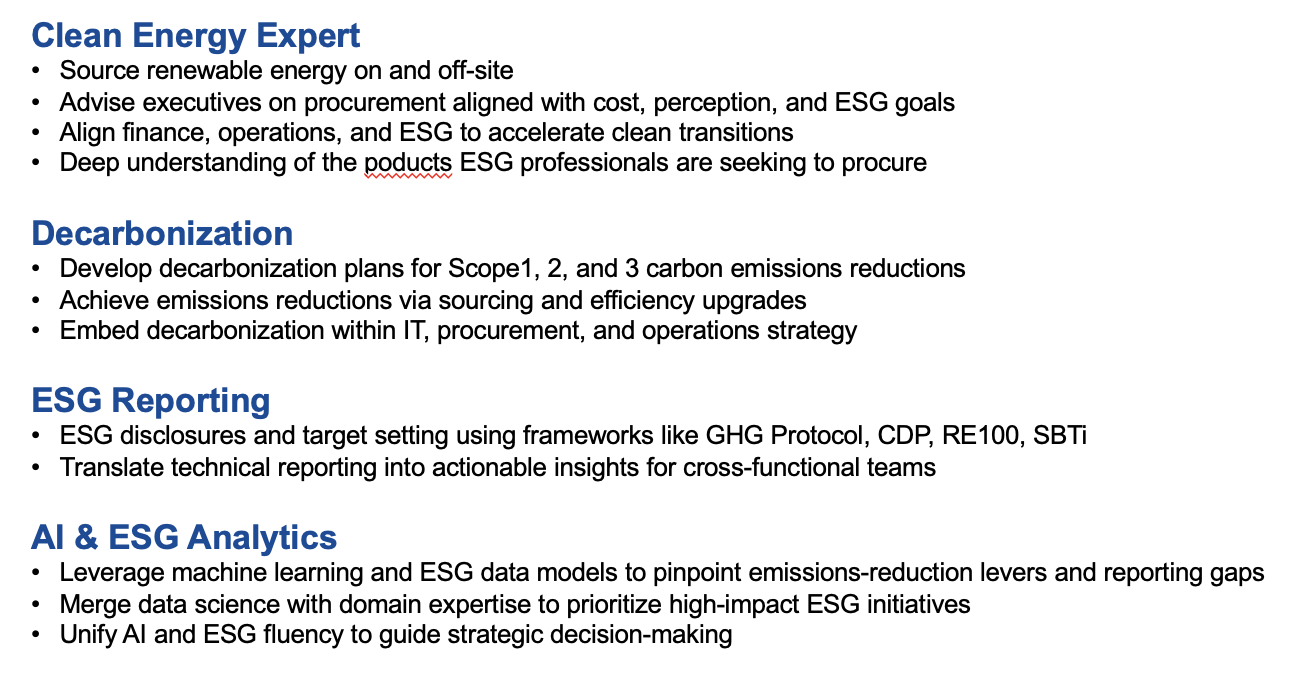 Clean Energy Expert
• Source renewable energy on and off-site
• Advise executives on procurement aligned with cost, perception, and ESG goals
• Align finance, operations, and ESG to accelerate clean transitions
• Deep understanding of the poducts ESG professionals are seeking to procure
Decarbonization
• Develop decarbonization plans for Scope1, 2, and 3 carbon emissions reductions
• Achieve emissions reductions via sourcing and efficiency upgrades
• Embed decarbonization within IT, procurement, and operations strategy
ESG Reporting
• ESG disclosures and target setting using frameworks like GHG Protocol, CDP, RE100, SBTi
• Translate technical reporting into actionable insights for cross-functional teams
AI & ESG Analytics
• Leverage machine learning and ESG data models to pinpoint emissions-reduction levers and reporting gaps
• Merge data science with domain expertise to prioritize high-impact ESG initiatives
• Unify AI and ESG fluency to guide strategic decision-making